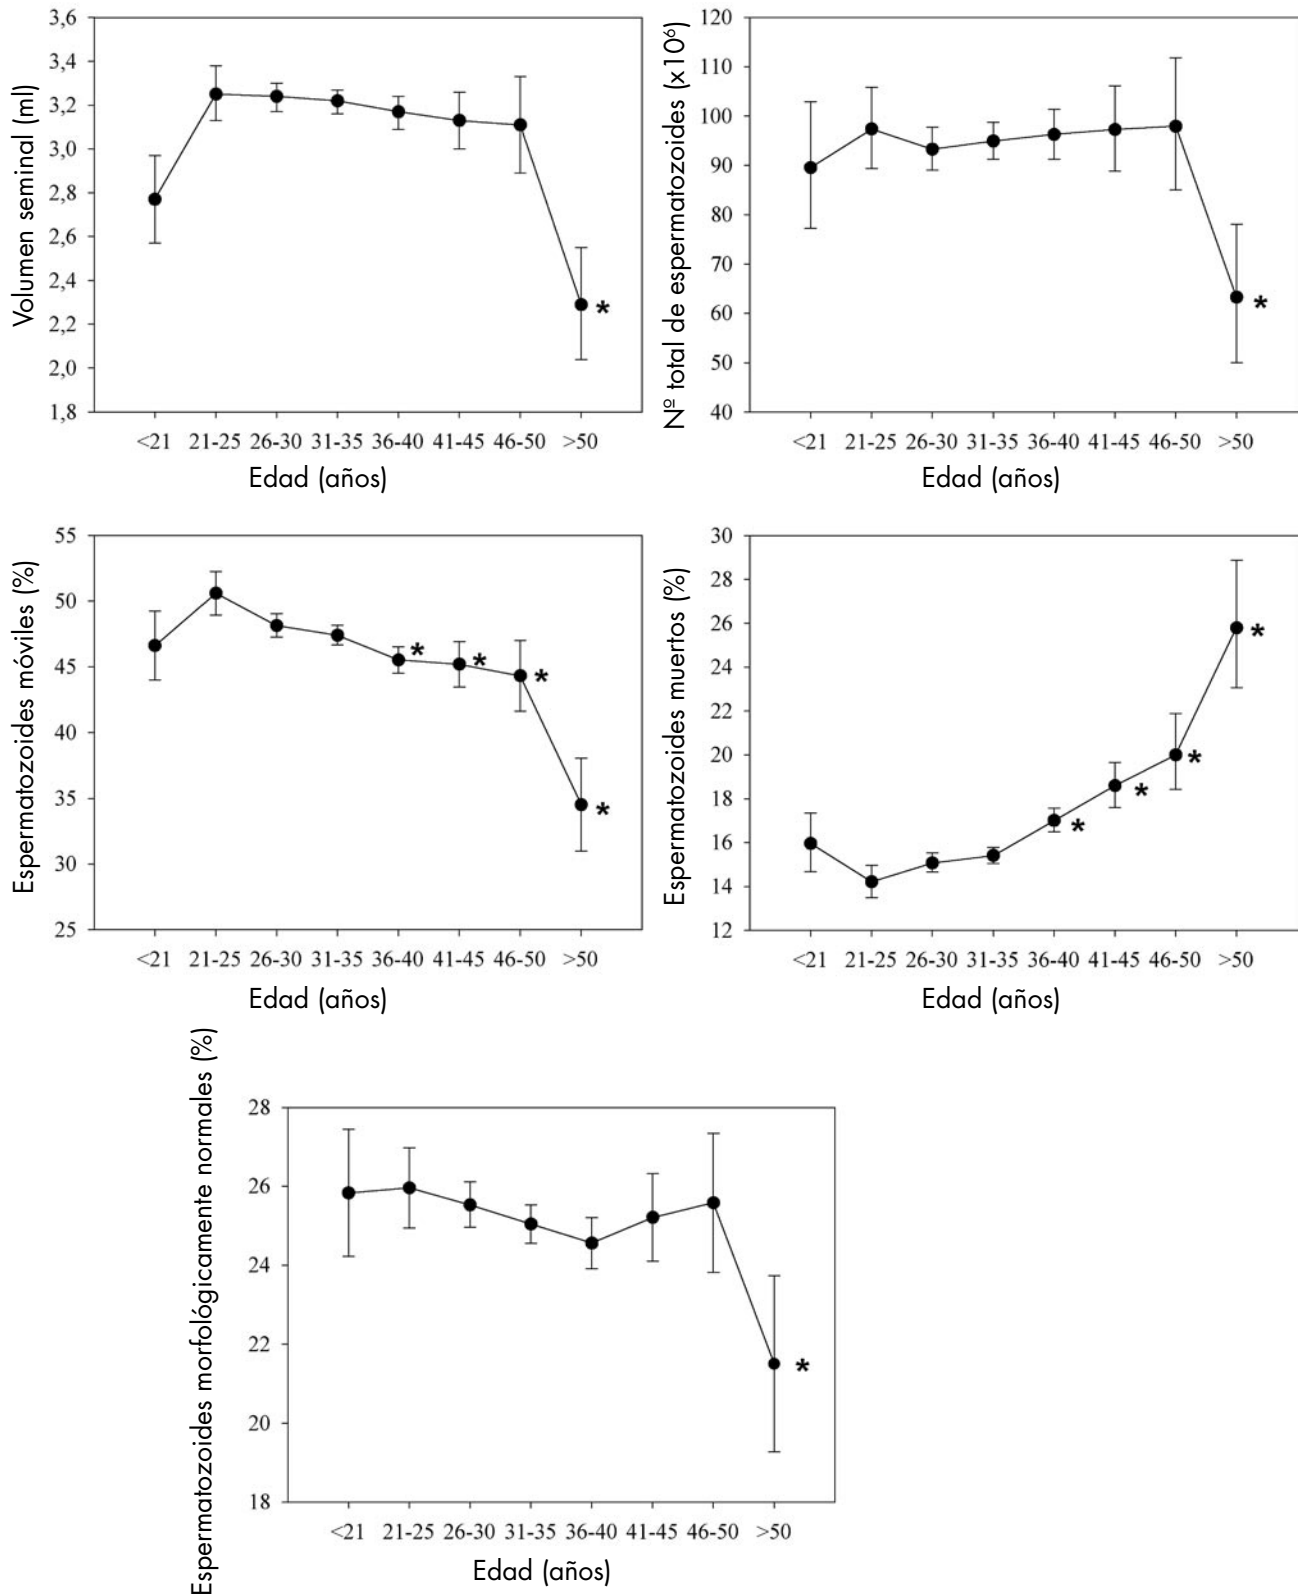 Volumen seminal (ml)
3,6
3,4
3,2
3,0
2,8
2,6
2,4
2,2
2,0
1,8
*
<21 21-25 26-30 31-35 36-40 41-45 46-50 >50
Edad (años)
Nº total de espermatozoides (x10⁶)
120
110
100
90
80
70
60
50
40
*
<21 21-25 26-30 31-35 36-40 41-45 46-50 >50
Edad (años)
Espermatozoides móviles (%)
55
50
45
40
35
30
25
* * * *
<21 21-25 26-30 31-35 36-40 41-45 46-50 >50
Edad (años)
Espermatozoides muertos (%)
30
28
26
24
22
20
18
16
14
12
* * * *
<21 21-25 26-30 31-35 36-40 41-45 46-50 >50
Edad (años)
Espermatozoides morfológicamente normales (%)
28
26
24
22
20
18
*
<21 21-25 26-30 31-35 36-40 41-45 46-50 >50
Edad (años)